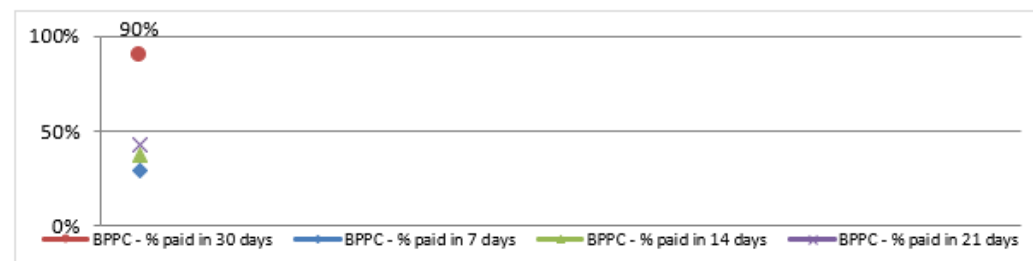 90%
100%
50%
0%
BPPC - % paid in 30 days BPPC - % paid in 7 days BPPC - % paid in 14 days BPPC - % paid in 21 days